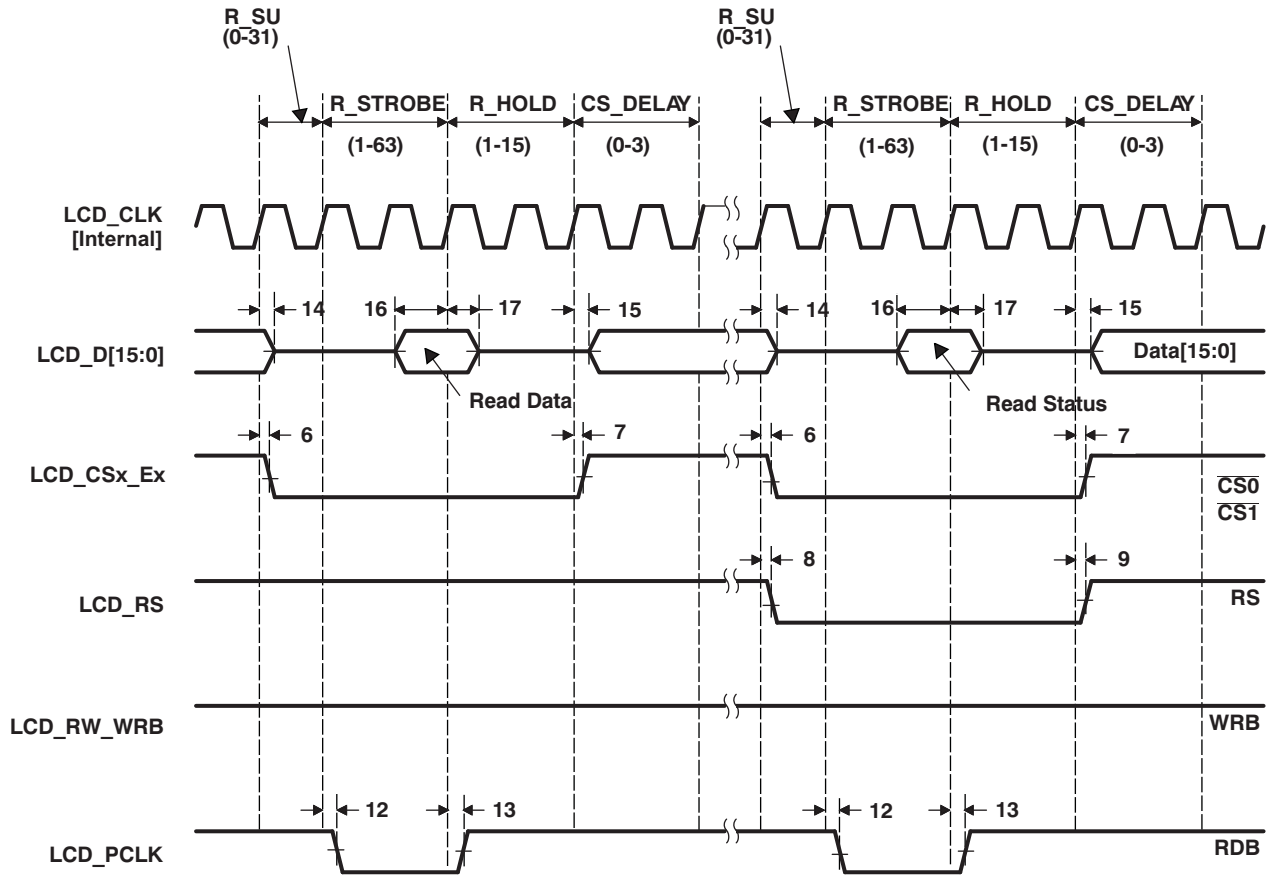 R_SU
(0-31)
R_SU
(0-31)
R_STROBE R_HOLD CS_DELAY
R_STROBE R_HOLD CS_DELAY
(1-63) (1-15) (0-3)
(1-63) (1-15) (0-3)
LCD_CLK
[Internal]
14 16 17 15
14 16 17 15
LCD_D[15:0]
Data[15:0]
Read Data
Read Status
6 7
6 7
LCD_CSx_Ex
CS0
CS1
8 9
LCD_RS
RS
LCD_RW_WRB
WRB
12 13
12 13
LCD_PCLK
RDB